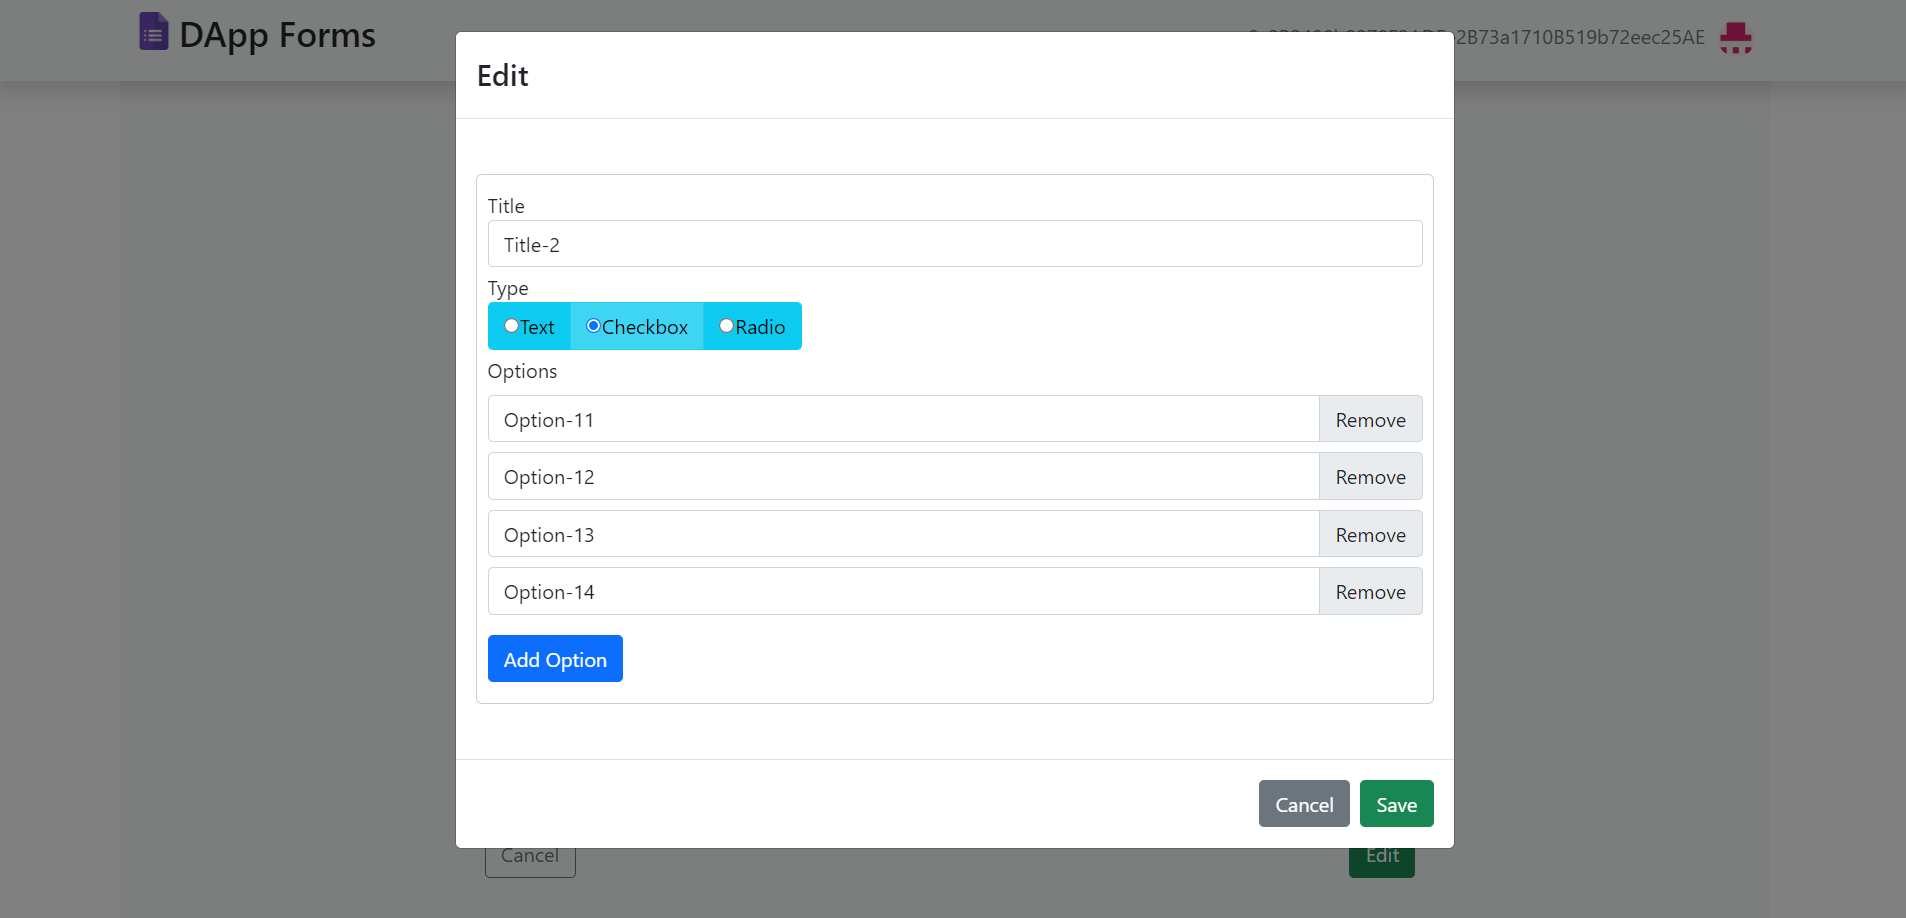 DApp Forms
2B73a1710B519b72eec25AE
Edit
Title
Title-2
Type
Text Checkbox Radio
Options
Option-11 Remove
Option-12 Remove
Option-13 Remove
Option-14 Remove
Add Option
Cancel Save
Cancel Edit